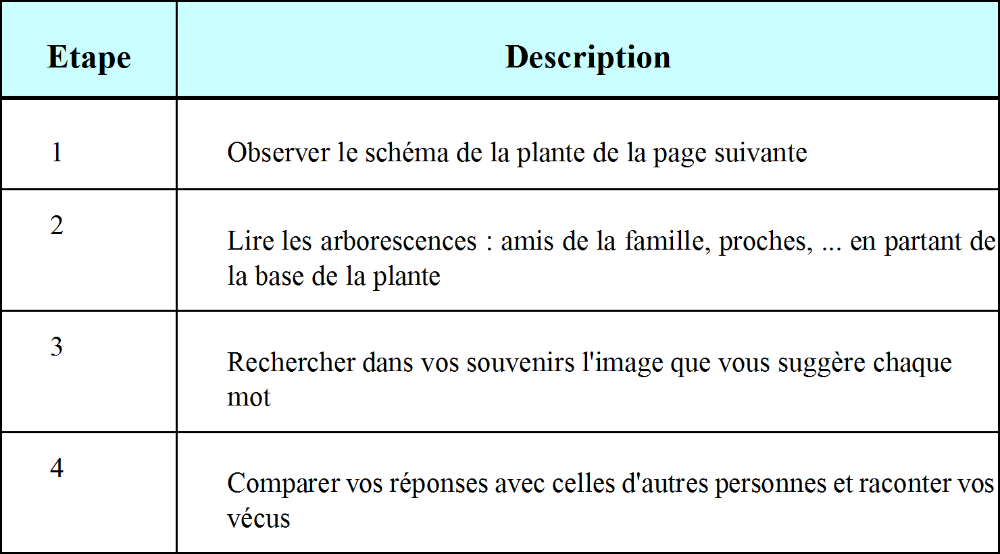 Etape Description
1 Observer le schéma de la plante de la page suivante
2
Lire les arborescences : amis de la famille, proches, ... en partant de
la base de la plante
3
Rechercher dans vos souvenirs l'image que vous suggère chaque
mot
4
Comparer vos réponses avec celles d'autres personnes et raconter vos
vécus